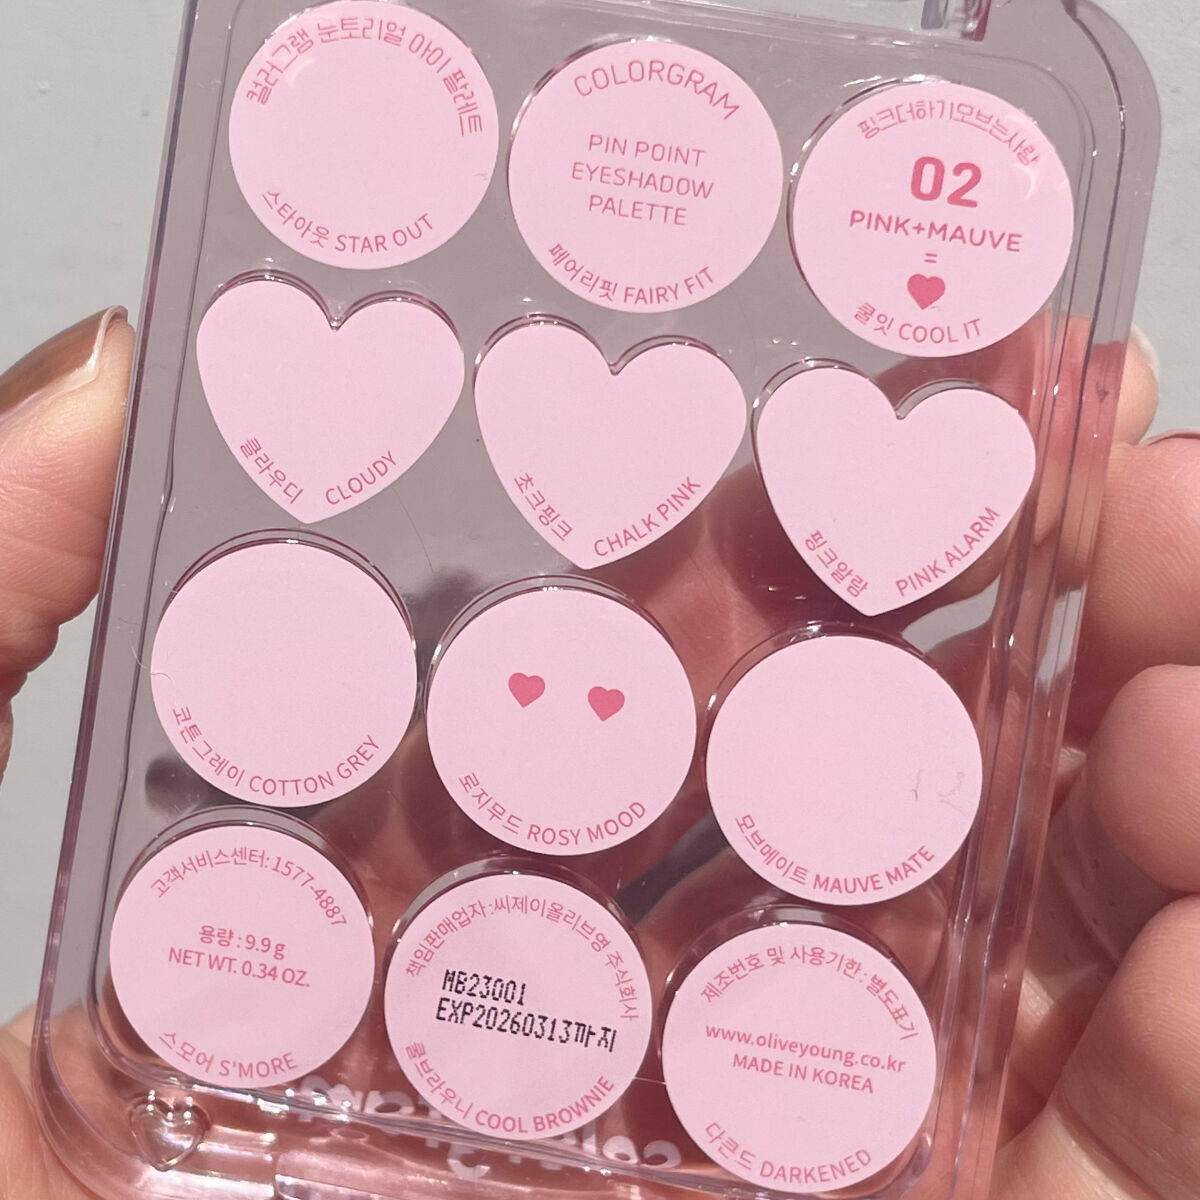 컬러그램 눈토리얼 아이 팔레트
스타아웃 STAR OUT
COLORGRAM
PIN POINT
EYESHADOW
PALETTE
페어리핏 FAIRY FIT
핑크더하기모브는사랑
02
PINK+MAUVE
=
쿨잇 COOL IT
클라우디 CLOUDY
초크핑크 CHALK PINK
핑크알람 PINK ALARM
코튼그레이 COTTON GREY
로지무드 ROSY MOOD
모브메이트 MAUVE MATE
고객서비스센터: 1577-4887
용량 : 9.9 g
NET WT. 0.34 OZ.
스모어 S'MORE
책임판매업자 :씨제이올리브영 주식회사
MB23001
EXP20260313까지
쿨브라우니 COOL BROWNIE
제조번호 및 사용기한 : 별도표기
www.oliveyoung.co.kr
MADE IN KOREA
다큰드 DARKENED